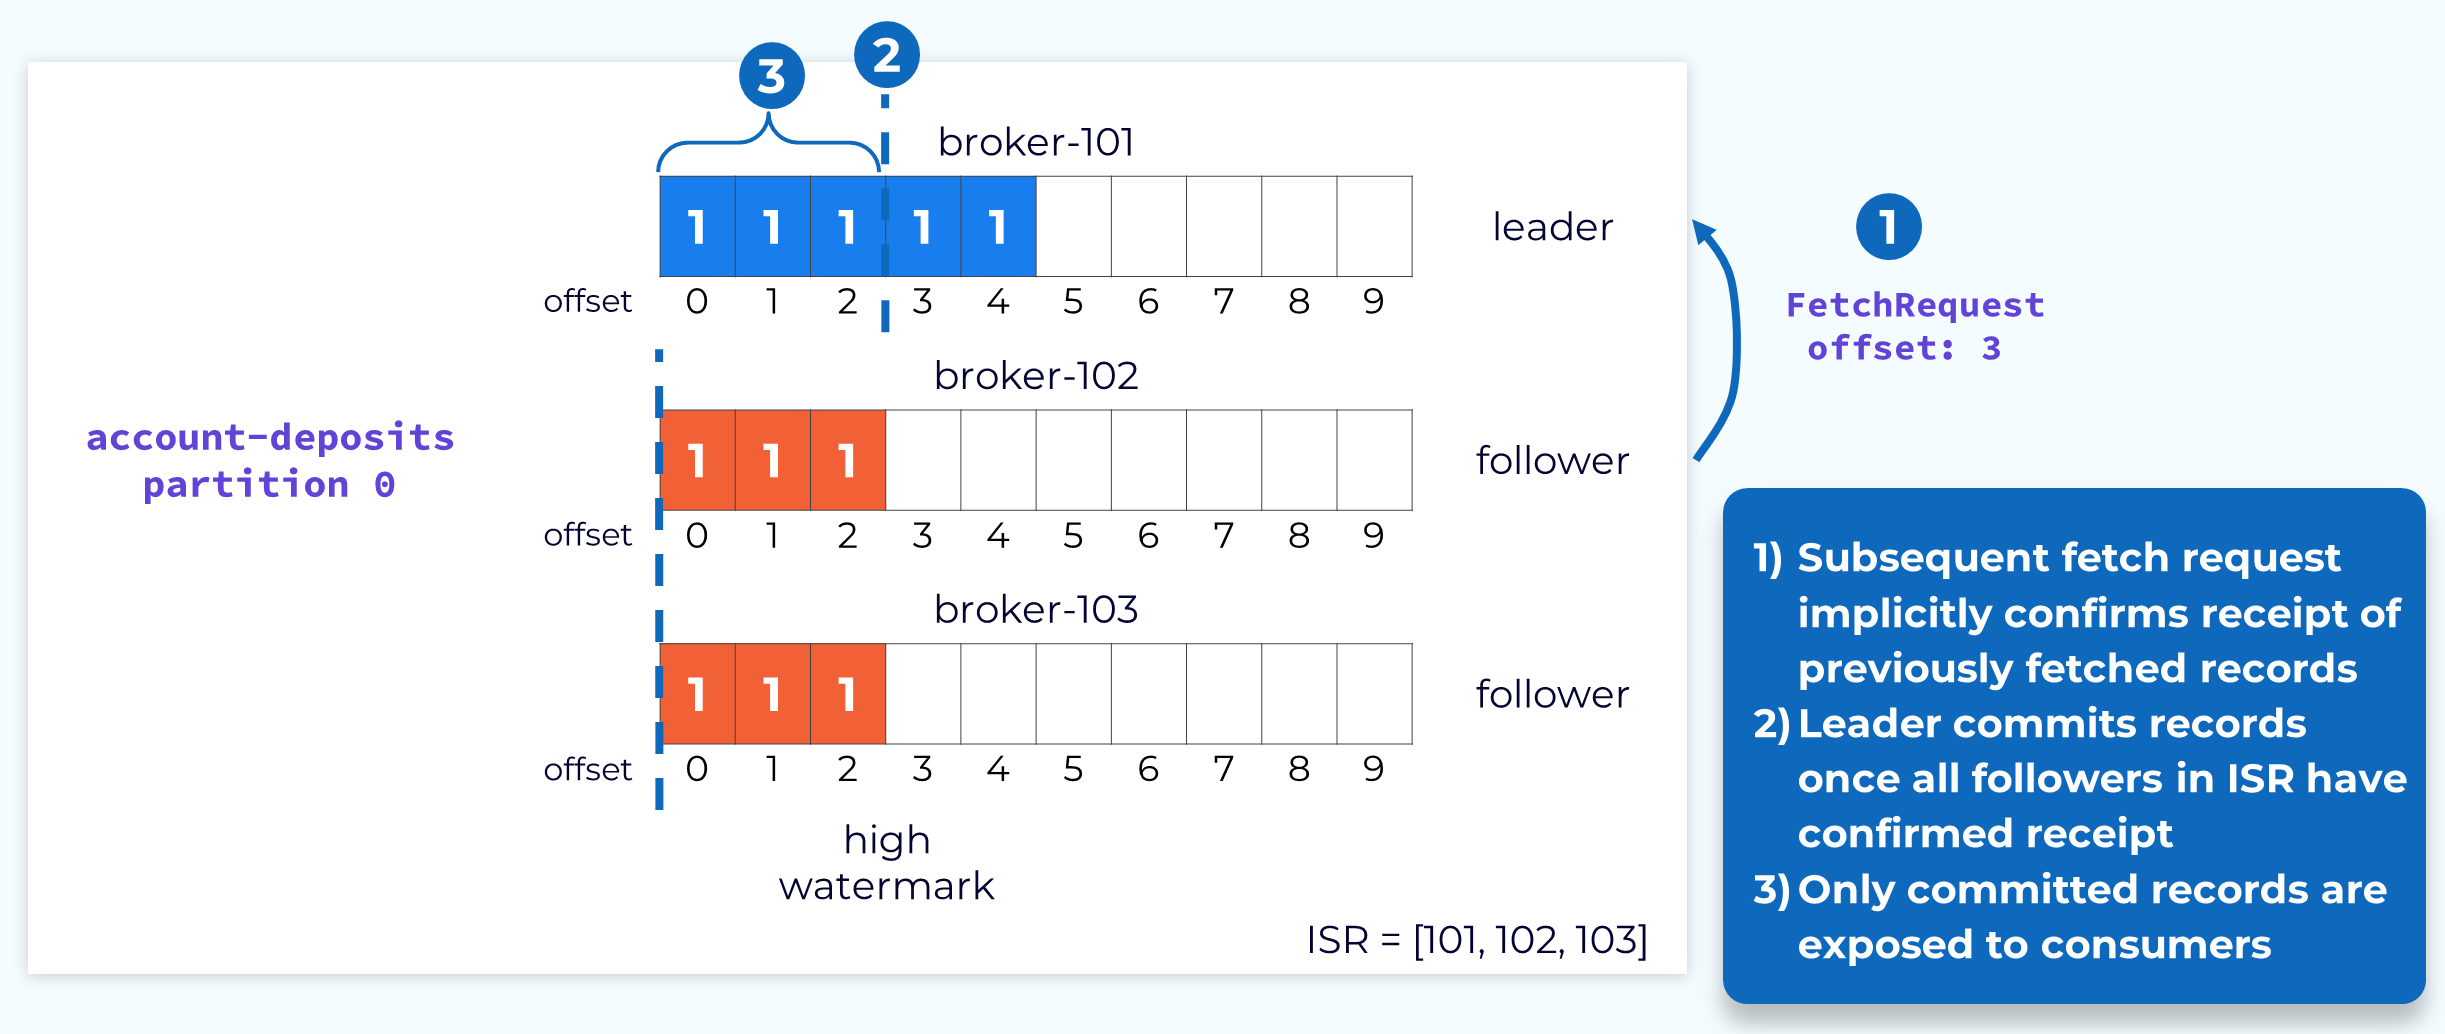 3
2
broker-101
1 1 1 1 1
leader
offset 0 1 2 3 4 5 6 7 8 9
1
FetchRequest
offset: 3
account-deposits
partition 0
broker-102
1 1 1
follower
offset 0 1 2 3 4 5 6 7 8 9
broker-103
1 1 1
follower
offset 0 1 2 3 4 5 6 7 8 9
high
watermark
ISR = [101, 102, 103]
1) Subsequent fetch request
implicitly confirms receipt of
previously fetched records
2) Leader commits records
once all followers in ISR have
confirmed receipt
3) Only committed records are
exposed to consumers